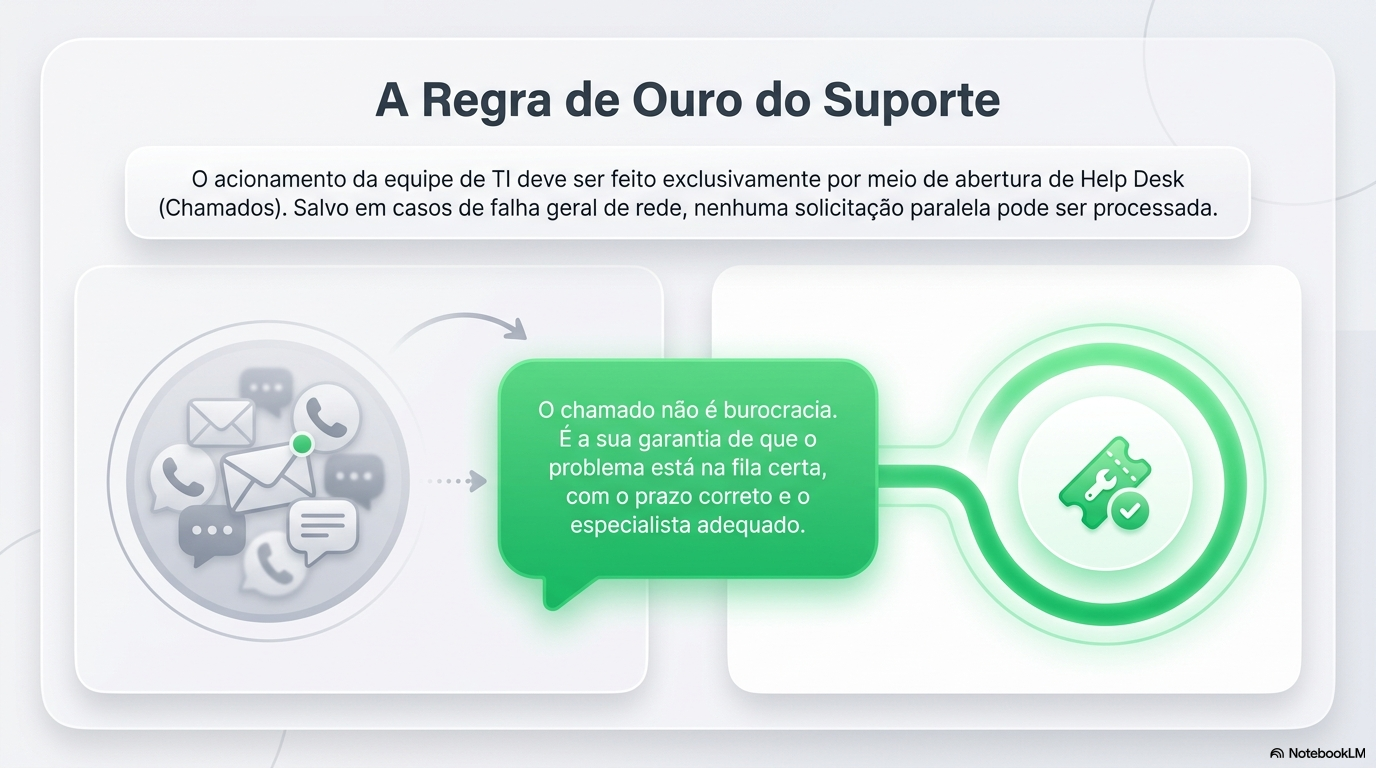 A Regra de Ouro do Suporte
O acionamento da equipe de TI deve ser feito exclusivamente por meio de abertura de Help Desk
(Chamados). Salvo em casos de falha geral de rede, nenhuma solicitação paralela pode ser processada.
O chamado não é burocracia.
É a sua garantia de que o
problema está na fila certa,
com o prazo correto e o
especialista adequado.
NotebookLM